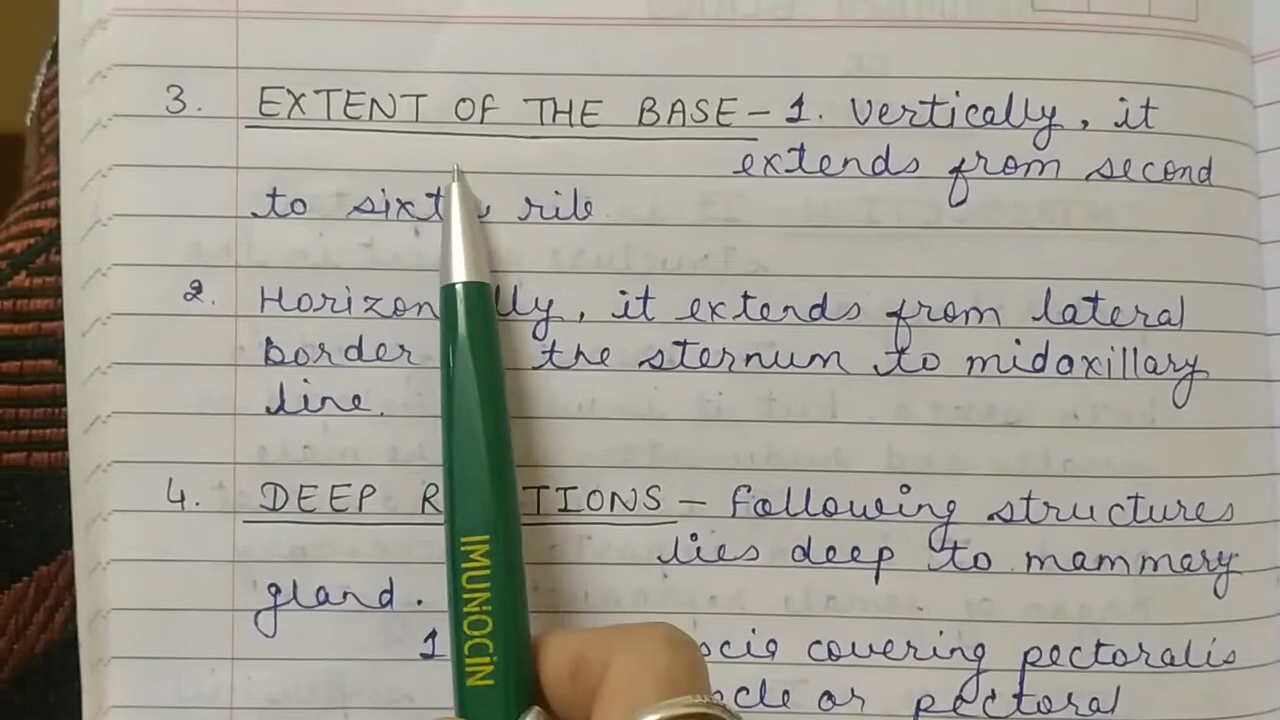 3. EXTENT OF THE BASE - 1. Vertically, it
extends from second
to sixth rib
2. Horizon lly, it extends from lateral
border the sternum to midaxillary
line.
4. DEEP R TIONS - Following structures
lies deep to mammary
gland.
1 covering pectoralis
or pectoral
IMUNOCIN